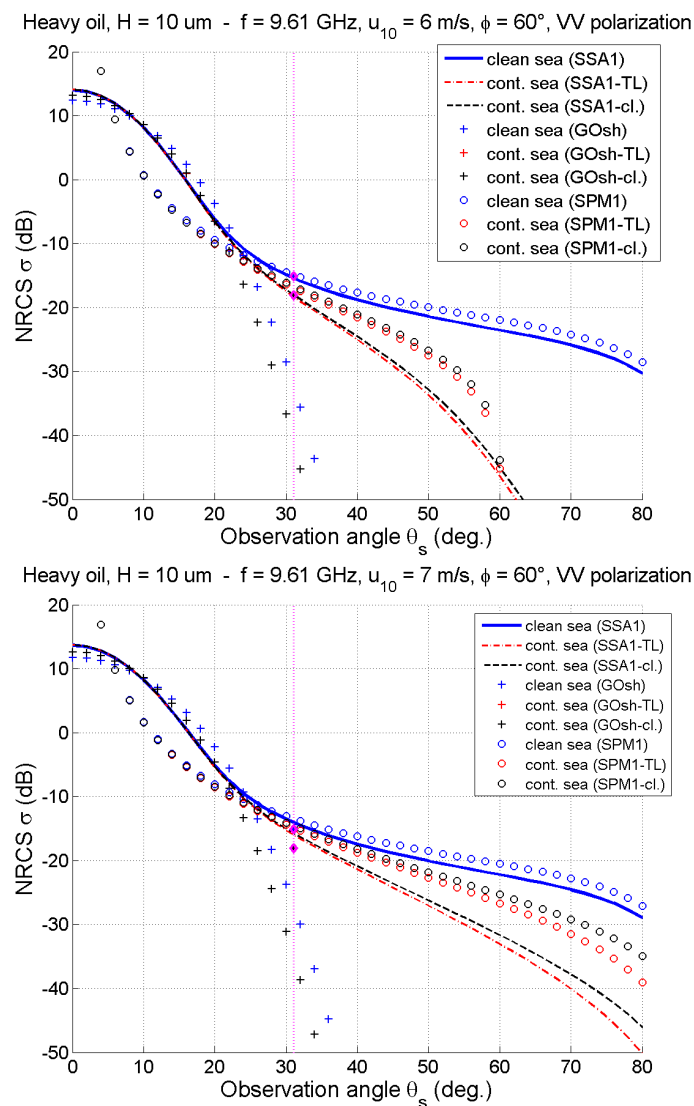 Heavy oil, H = 10 um - f = 9.61 GHz, u10 = 6 m/s, ϕ = 60°, VV polarization
clean sea (SSA1)
cont. sea (SSA1-TL)
cont. sea (SSA1-cl.)
clean sea (GOsh)
cont. sea (GOsh-TL)
cont. sea (GOsh-cl.)
clean sea (SPM1)
cont. sea (SPM1-TL)
cont. sea (SPM1-cl.)
NRCS σ (dB)
20
10
0
-10
-20
-30
-40
-50
0 10 20 30 40 50 60 70 80
Observation angle θs (deg.)
Heavy oil, H = 10 um - f = 9.61 GHz, u10 = 7 m/s, ϕ = 60°, VV polarization
clean sea (SSA1)
cont. sea (SSA1-TL)
cont. sea (SSA1-cl.)
clean sea (GOsh)
cont. sea (GOsh-TL)
cont. sea (GOsh-cl.)
clean sea (SPM1)
cont. sea (SPM1-TL)
cont. sea (SPM1-cl.)
NRCS σ (dB)
20
10
0
-10
-20
-30
-40
-50
0 10 20 30 40 50 60 70 80
Observation angle θs (deg.)